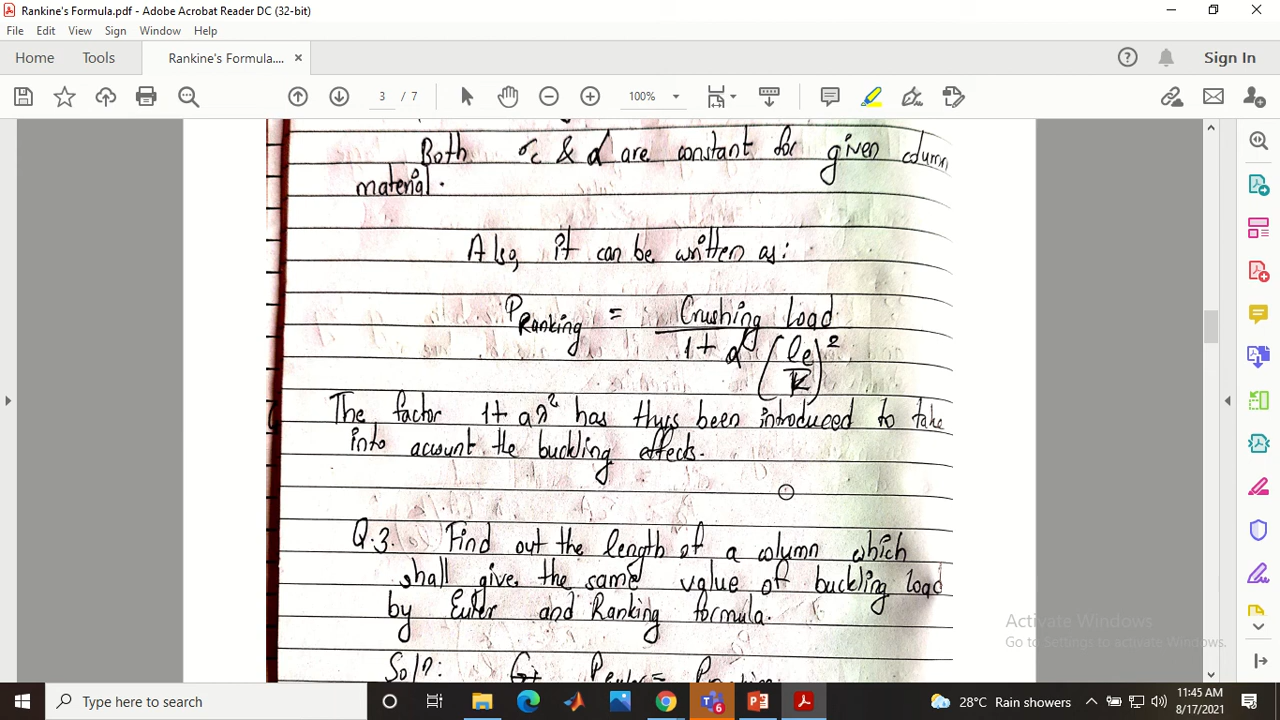 Rankine's Formula.pdf - Adobe Acrobat Reader DC (32-bit)
File Edit View Sign Window Help
Home Tools Rankine's Formula.... × Sign In
3 / 7 100%
Both σc & α are constant for given column
material.
Also, it can be written as:
PRanking = Crushing Load
1+ α (le/K)²
The factor 1+ aλ² has thus been introduced to take
into account the buckling effects.
Q.3. Find out the length of a column which
shall give the same value of buckling load
by Euler and Ranking formula.
Activate Windows
Go to Settings to activate Windows.
Soln:
Type here to search
28°C Rain showers
11:45 AM
8/17/2021